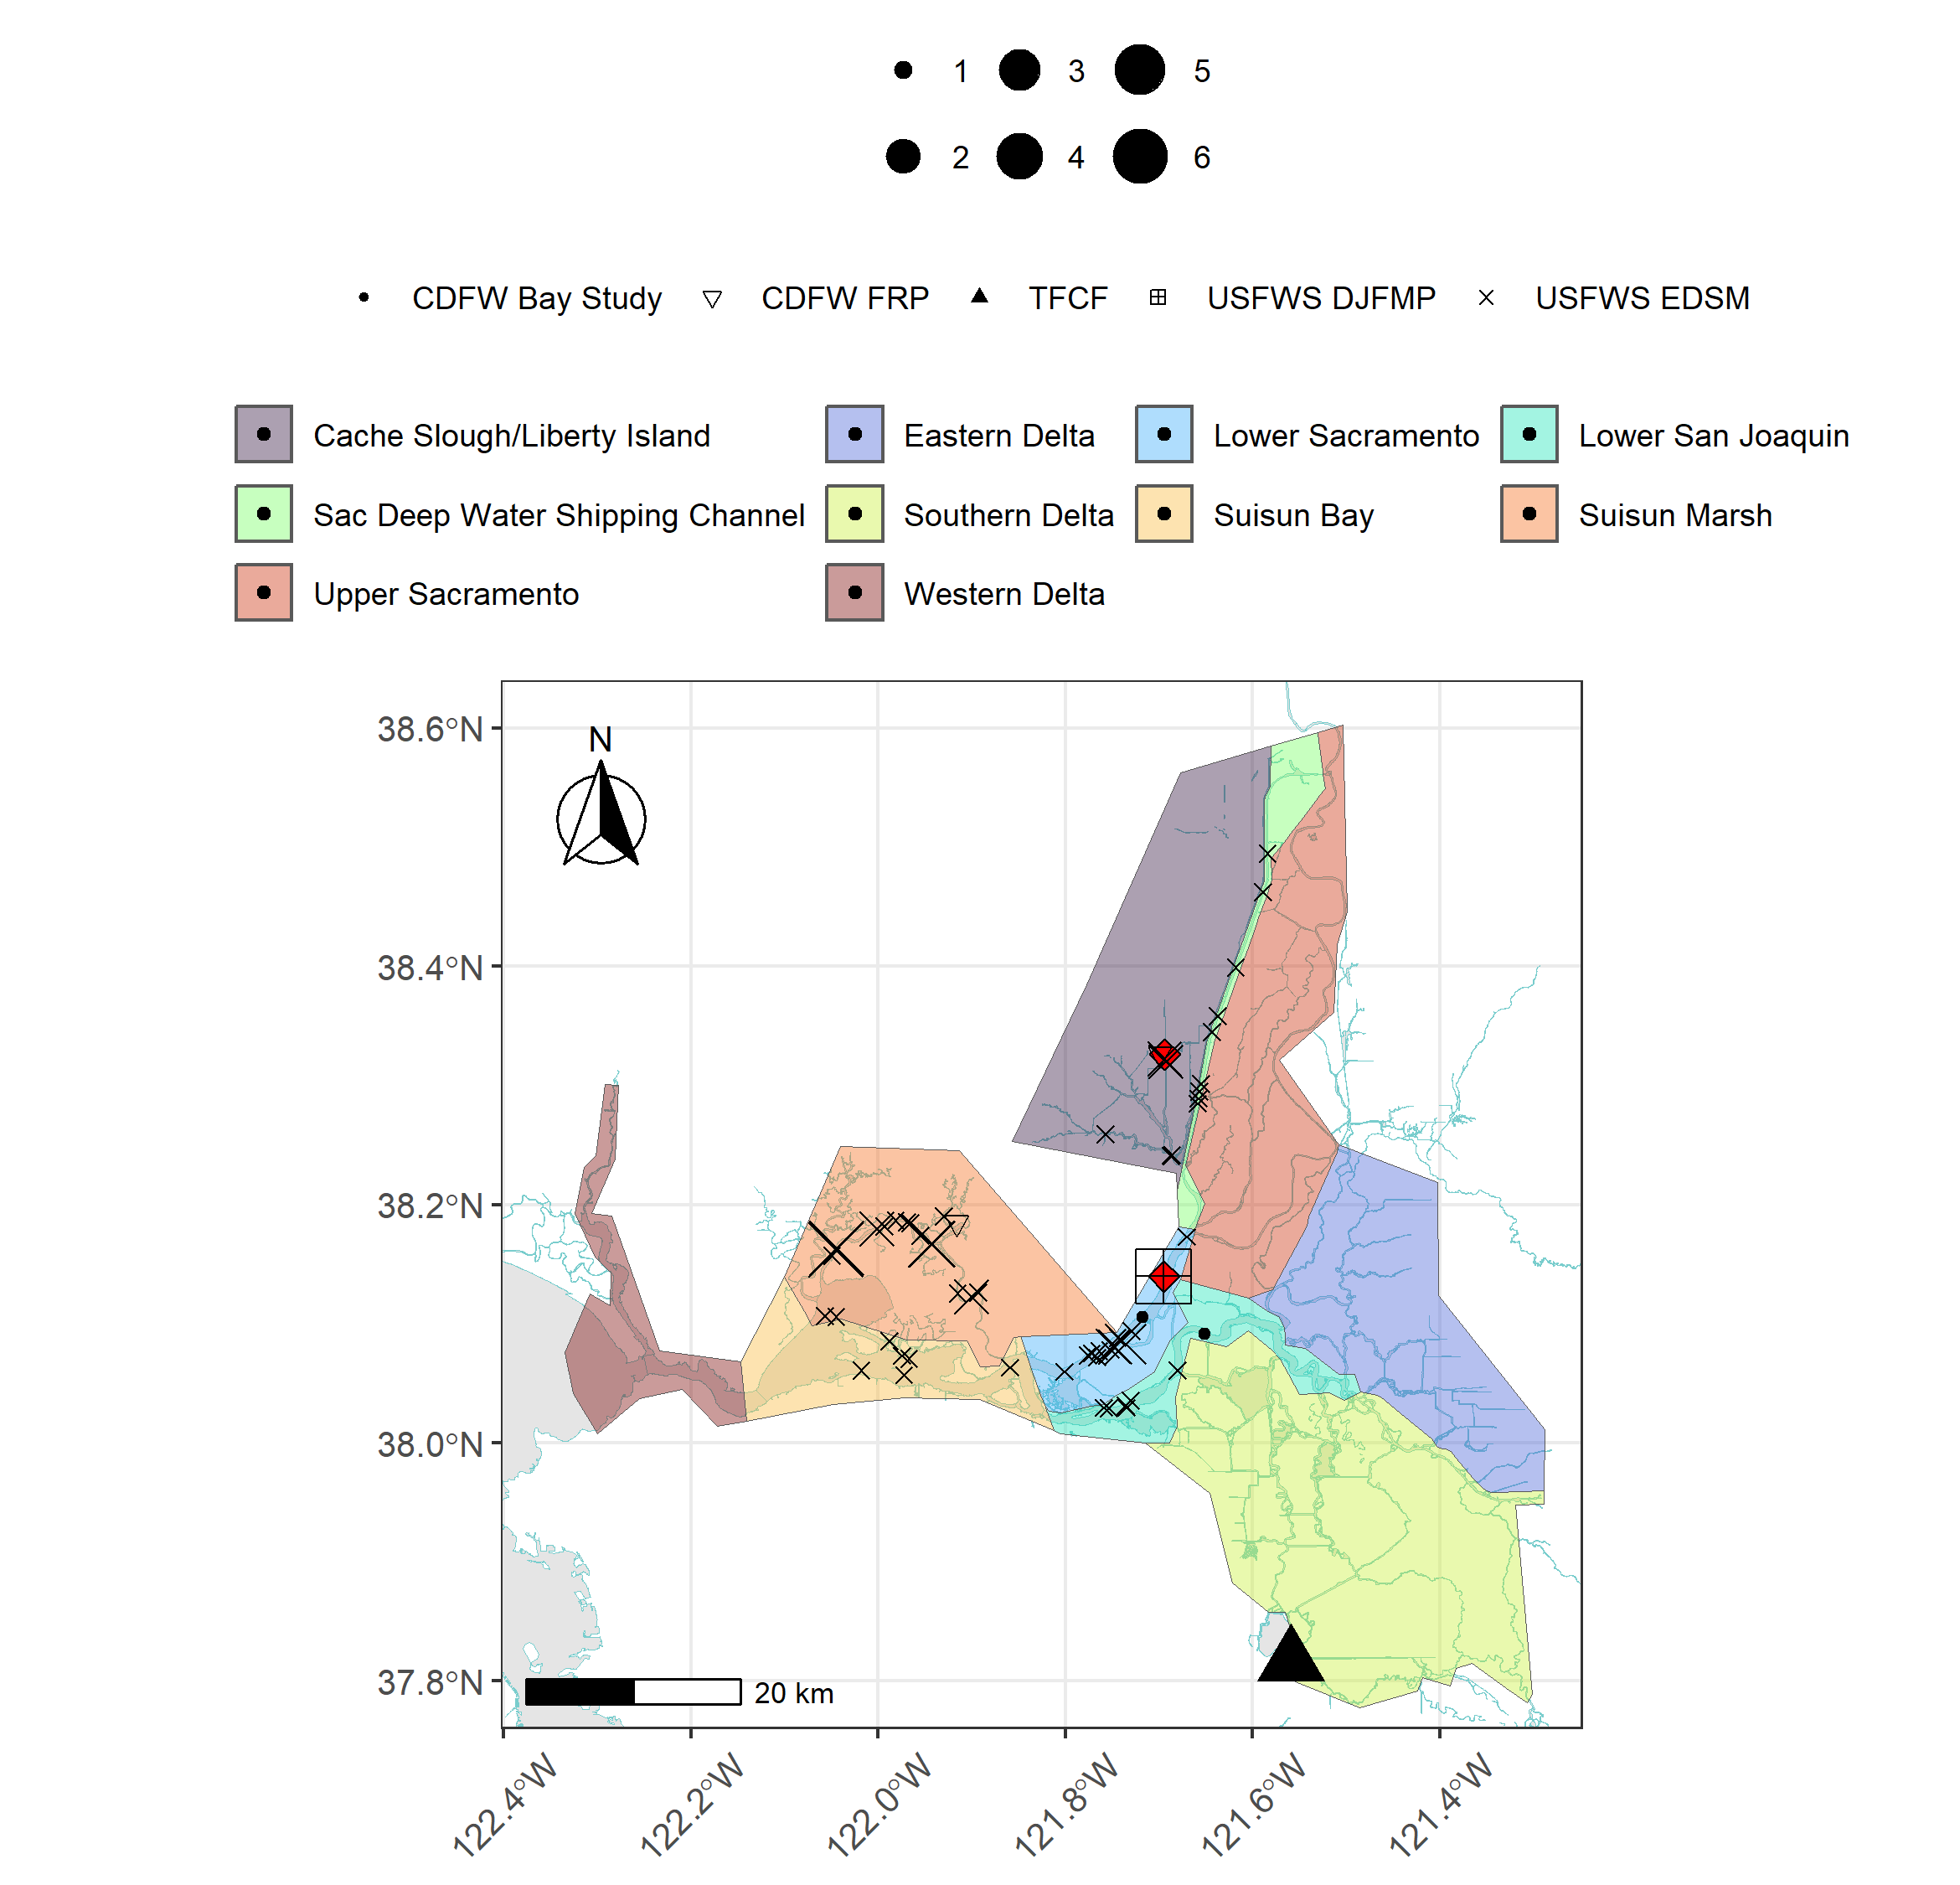 1 3 5
2 4 6
CDFW Bay Study CDFW FRP TFCF USFWS DJFMP USFWS EDSM
Cache Slough/Liberty Island Eastern Delta Lower Sacramento Lower San Joaquin
Sac Deep Water Shipping Channel Southern Delta Suisun Bay Suisun Marsh
Upper Sacramento Western Delta
38.6°N
N
38.4°N
38.2°N
38.0°N
37.8°N
20 km
122.4°W 122.2°W 122.0°W 121.8°W 121.6°W 121.4°W